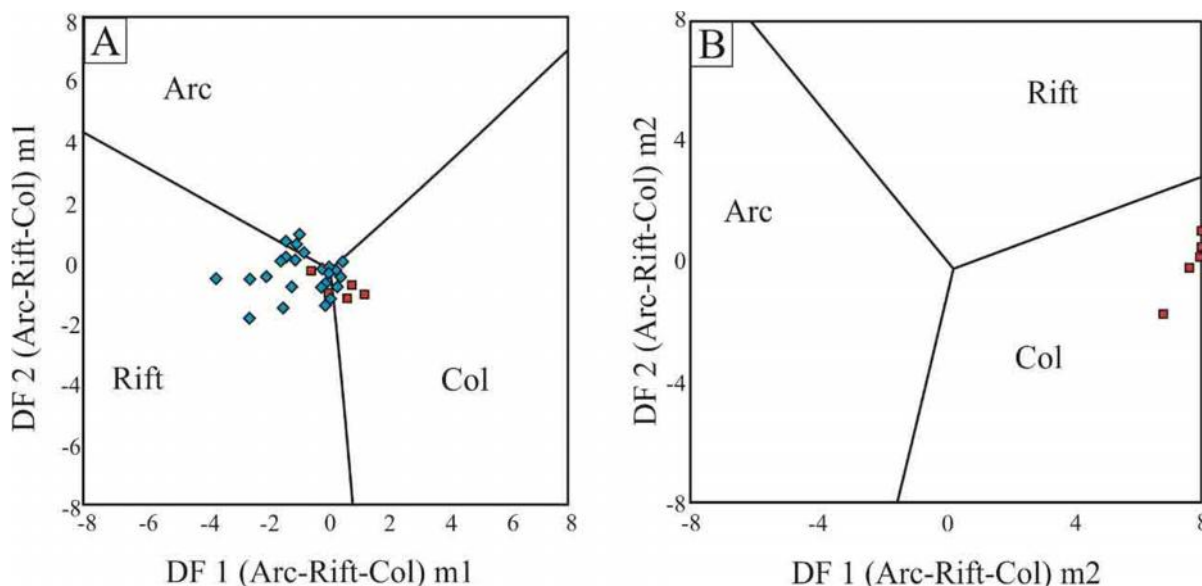 A
8
6
4
2
0
-2
-4
-6
-8
DF 2 (Arc-Rift-Col) m1
Arc
Rift
Col
-8
-6
-4
-2
0
2
4
6
8
DF 1 (Arc-Rift-Col) m1
B
8
4
0
-4
-8
DF 2 (Arc-Rift-Col) m2
Rift
Arc
Col
-8
-4
0
4
8
DF 1 (Arc-Rift-Col) m2